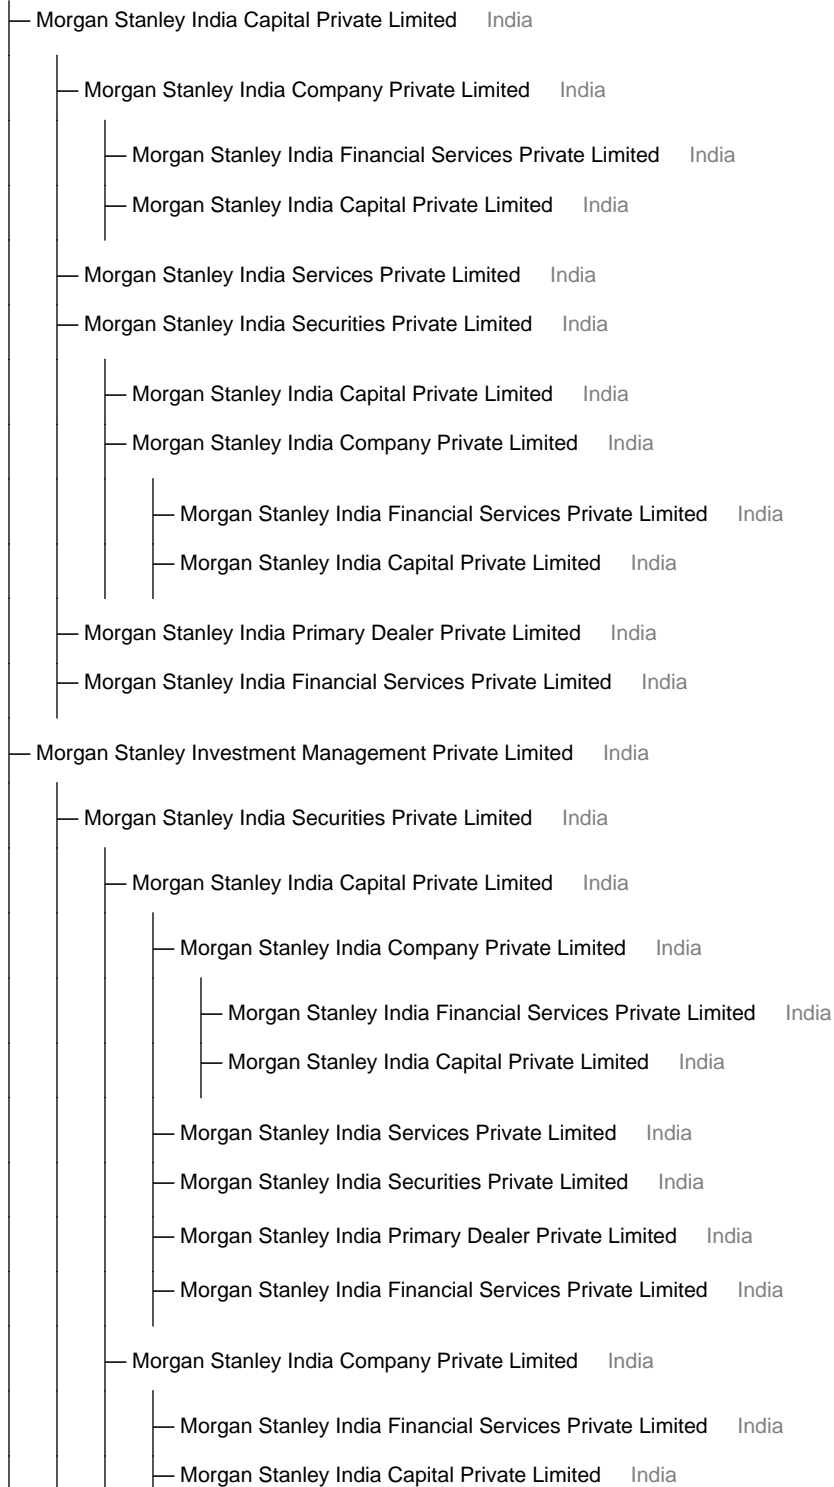 Morgan Stanley India Capital Private Limited India
Morgan Stanley India Company Private Limited India
Morgan Stanley India Financial Services Private Limited India
Morgan Stanley India Capital Private Limited India
Morgan Stanley India Services Private Limited India
Morgan Stanley India Securities Private Limited India
Morgan Stanley India Capital Private Limited India
Morgan Stanley India Company Private Limited India
Morgan Stanley India Financial Services Private Limited India
Morgan Stanley India Capital Private Limited India
Morgan Stanley India Primary Dealer Private Limited India
Morgan Stanley India Financial Services Private Limited India
Morgan Stanley Investment Management Private Limited India
Morgan Stanley India Securities Private Limited India
Morgan Stanley India Capital Private Limited India
Morgan Stanley India Company Private Limited India
Morgan Stanley India Financial Services Private Limited India
Morgan Stanley India Capital Private Limited India
Morgan Stanley India Services Private Limited India
Morgan Stanley India Securities Private Limited India
Morgan Stanley India Primary Dealer Private Limited India
Morgan Stanley India Financial Services Private Limited India
Morgan Stanley India Company Private Limited India
Morgan Stanley India Financial Services Private Limited India
Morgan Stanley India Capital Private Limited India